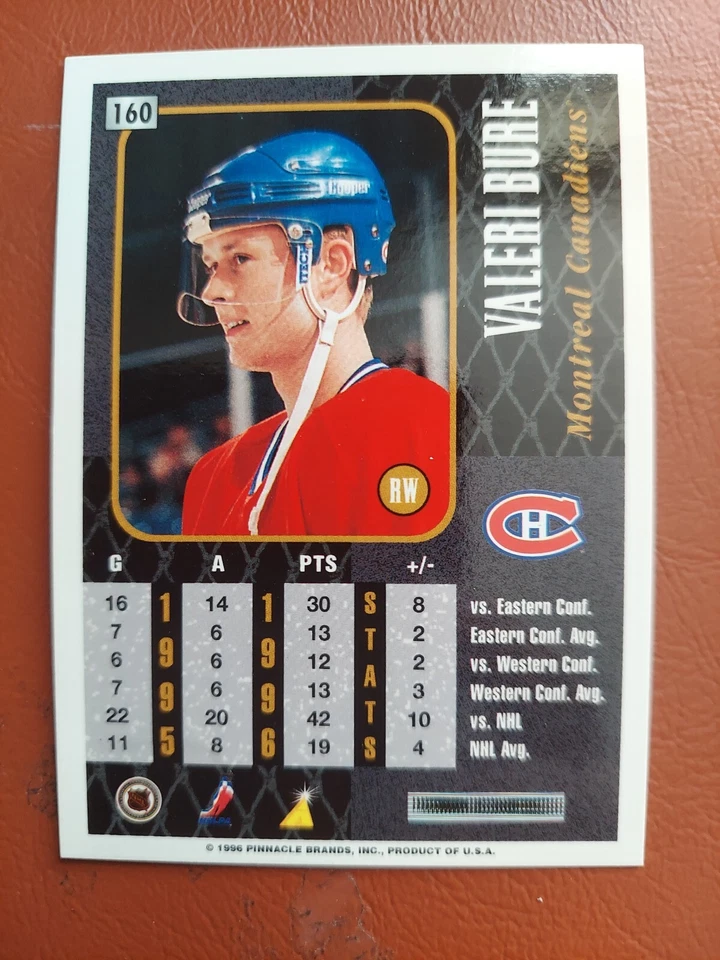 160
VALERI BURE
Montreal Canadiens
Cooper
ITECH
RW
CH
G A PTS +/-
16 14 30 8 vs. Eastern Conf.
7 6 13 2 Eastern Conf. Avg.
6 6 12 2 vs. Western Conf.
7 6 13 3 Western Conf. Avg.
22 20 42 10 vs. NHL
11 8 19 4 NHL Avg.
1995
1996
STATS
NHLPA
© 1996 PINNACLE BRANDS, INC., PRODUCT OF U.S.A.